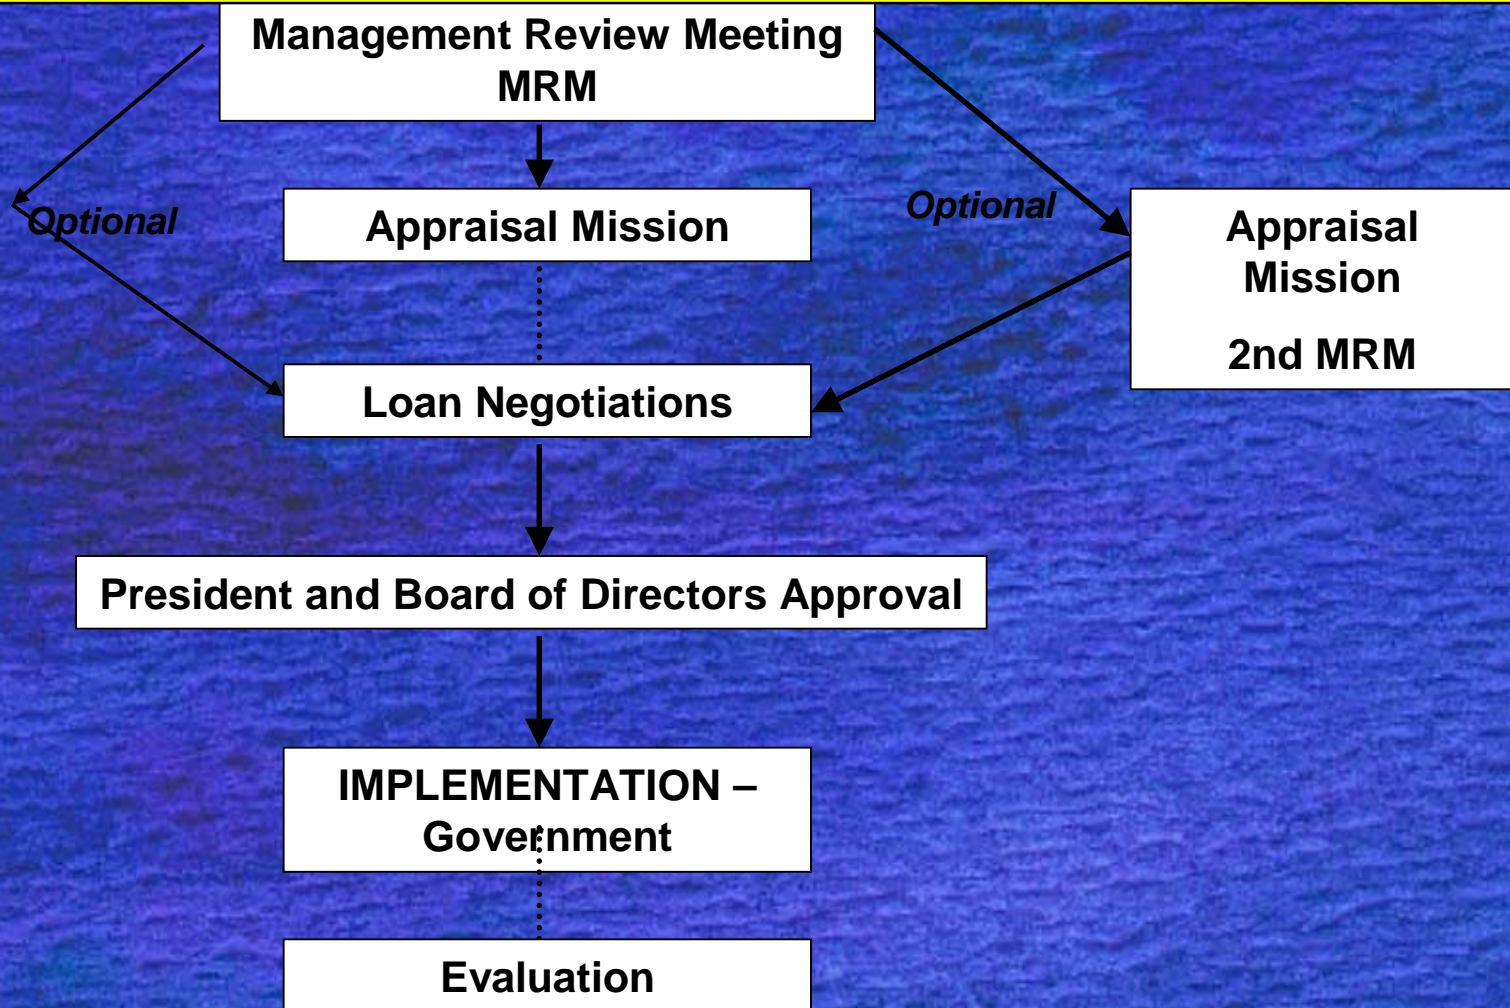 Management Review Meeting
MRM
Optional
Appraisal Mission
Optional
Appraisal
Mission
2nd MRM
Loan Negotiations
President and Board of Directors Approval
IMPLEMENTATION –
Government
Evaluation